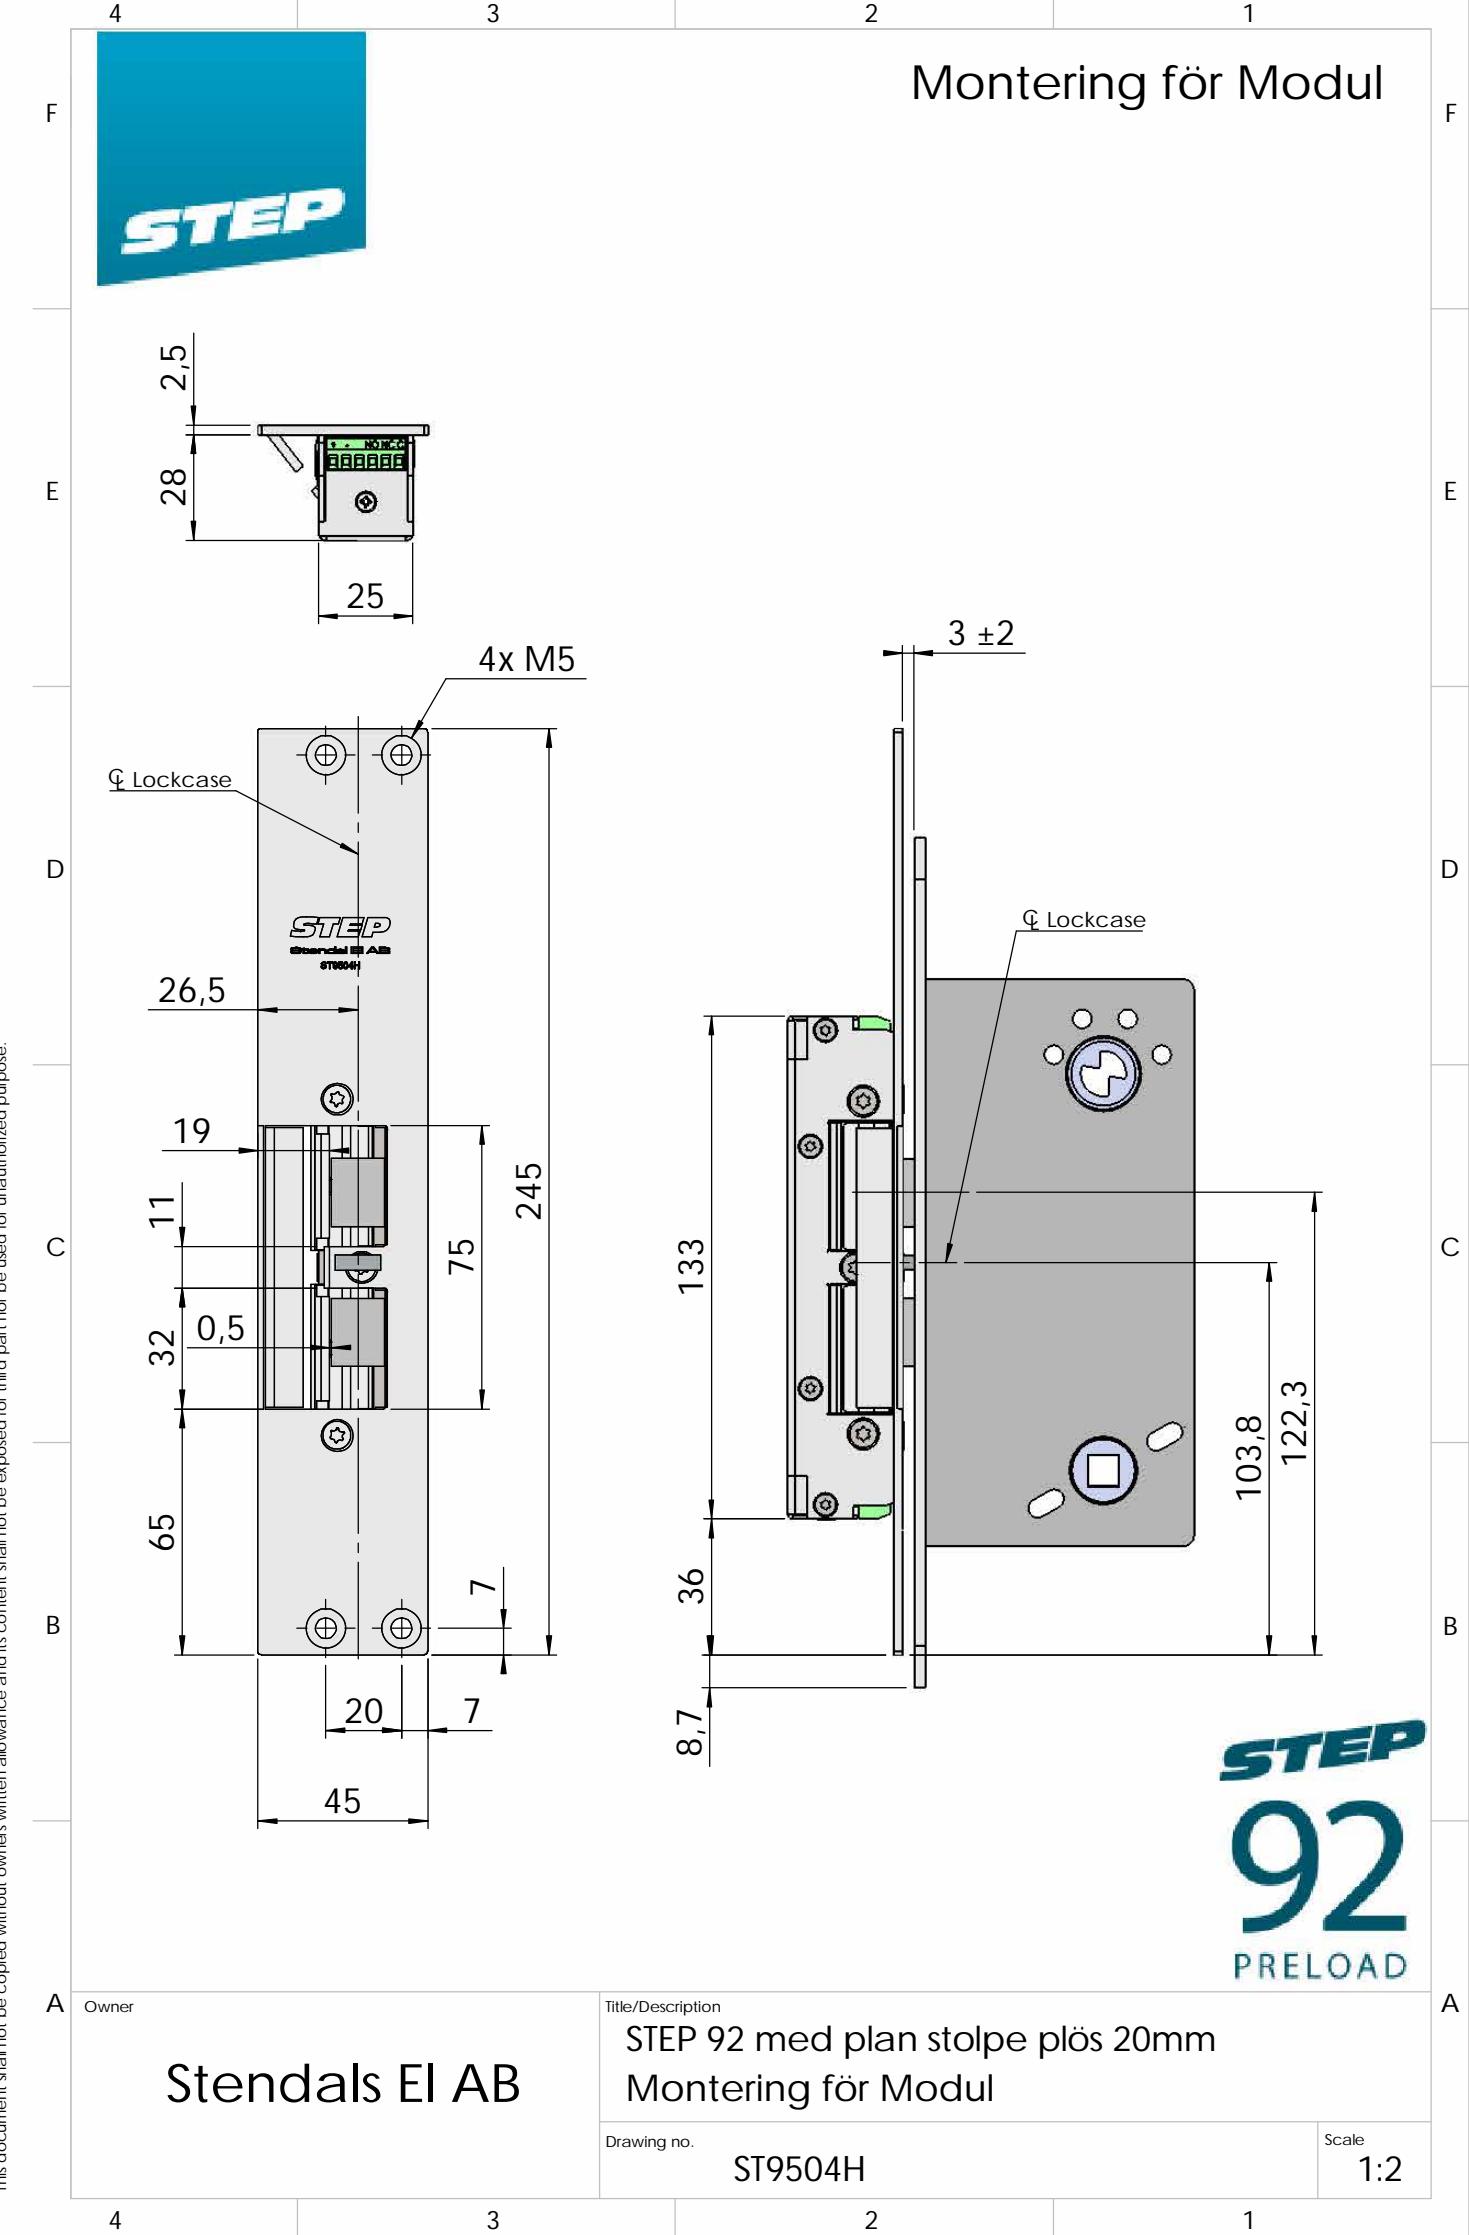 4 3 2 1
F F
Montering för Modul
STEP
2,5
28
NO NC C
25
E E
4x M5
3 ±2
℄ Lockcase
D D
STEP
Stendal El AB
ST9504H
℄ Lockcase
26,5
19
11
245
75
133
C C
0,5
32
122,3
103,8
65
36
7
B B
20 7
8,7
45
STEP
92
PRELOAD
A A
Owner
Stendals El AB
Title/Description
STEP 92 med plan stolpe plös 20mm
Montering för Modul
Drawing no.
ST9504H
Scale
1:2
4 3 2 1
This document shall not be copied without owners written allowance and its content shall not be exposed for third part nor be used for unauthorized purpose.